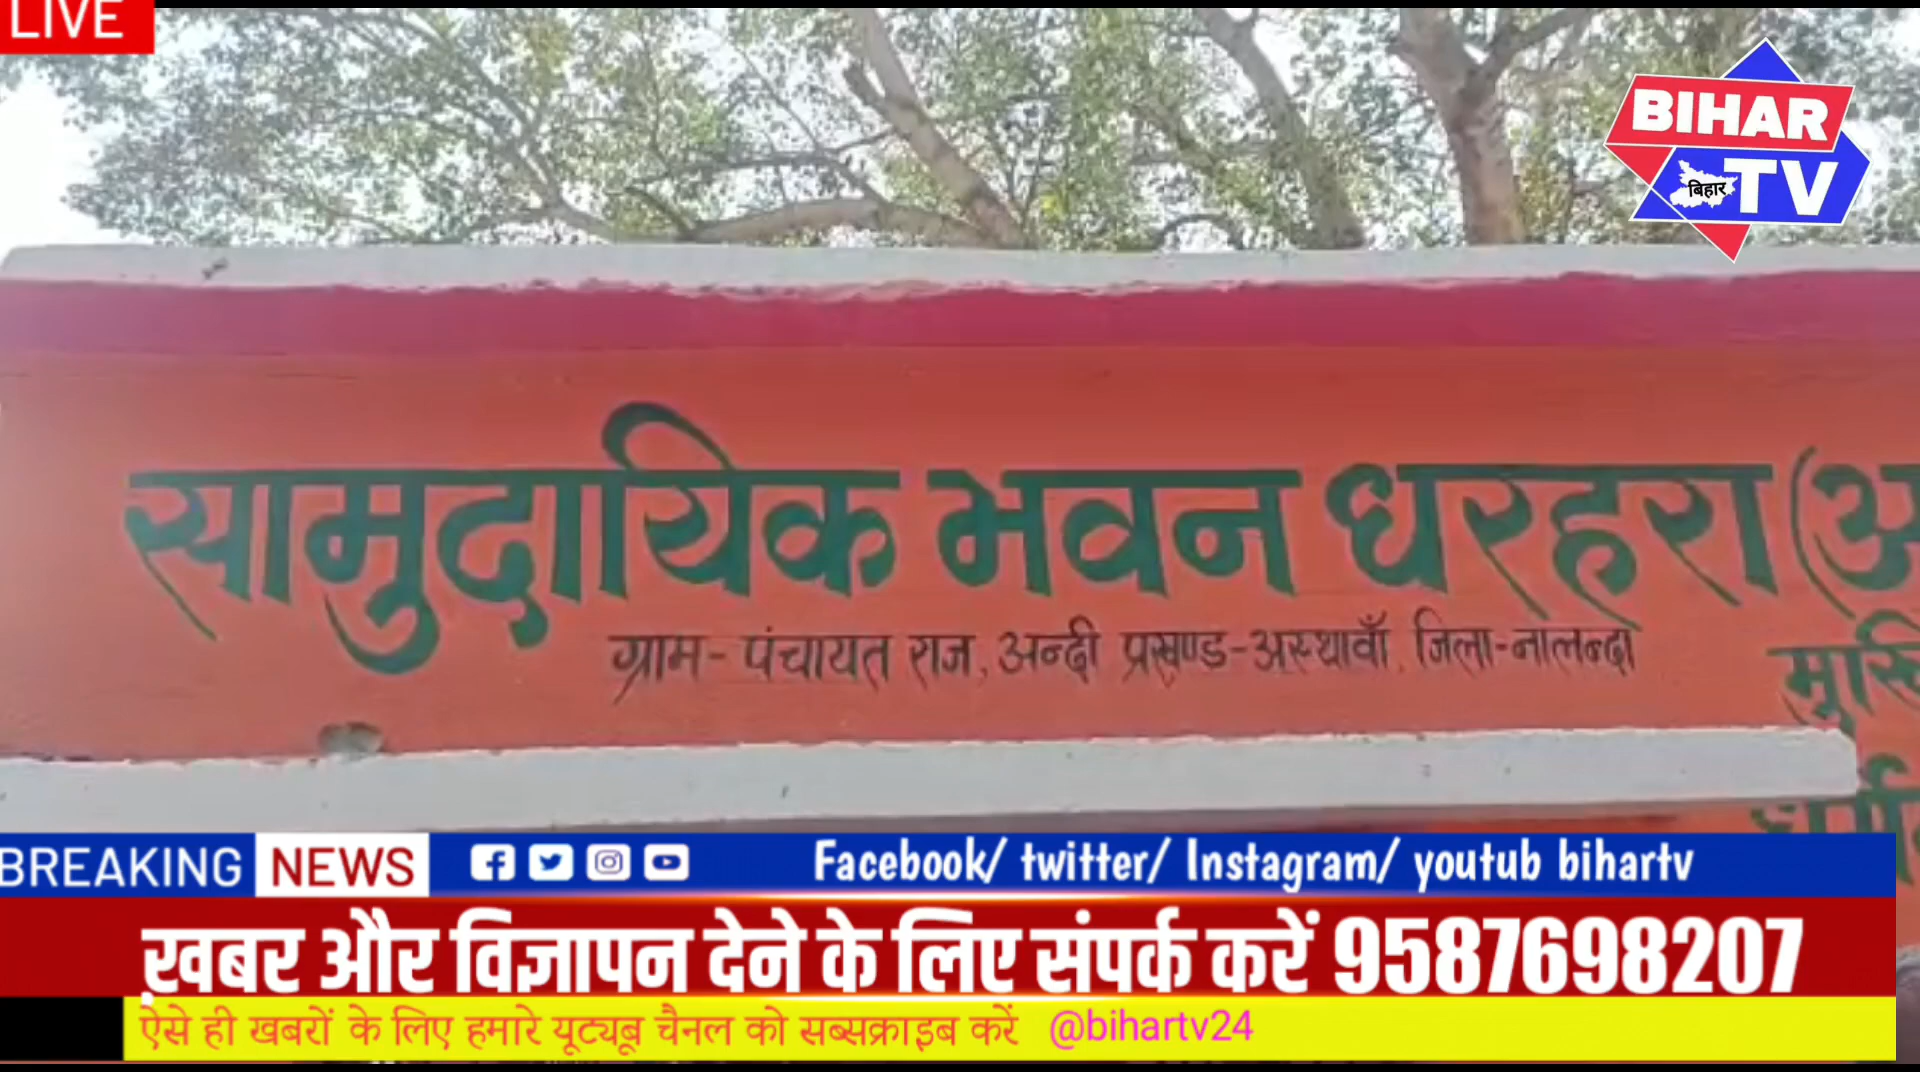 LIVE
BIHAR
बिहार TV
सामुदायिक भवन धरहरा (अ
ग्राम-पंचायत राज, अन्दी प्रखण्ड-अस्थावाँ, जिला-नालन्दा
BREAKING NEWS Facebook/ twitter/ Instagram/ youtub bihartv
ख़बर और विज्ञापन देने के लिए संपर्क करें 9587698207
ऐसे ही खबरों के लिए हमारे यूट्यूब चैनल को सब्सक्राइब करें @bihartv24